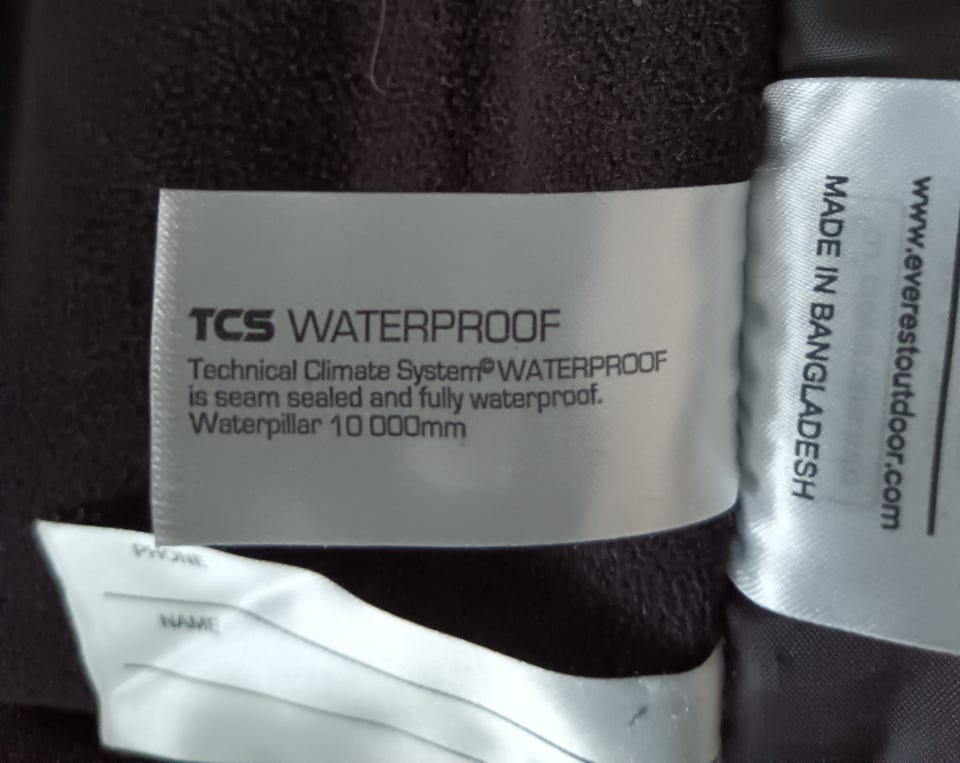 TCS WATERPROOF
Technical Climate System© WATERPROOF
is seam sealed and fully waterproof.
Waterpillar 10 000mm
www.everestoutdoor.com
MADE IN BANGLADESH
PHONE
NAME